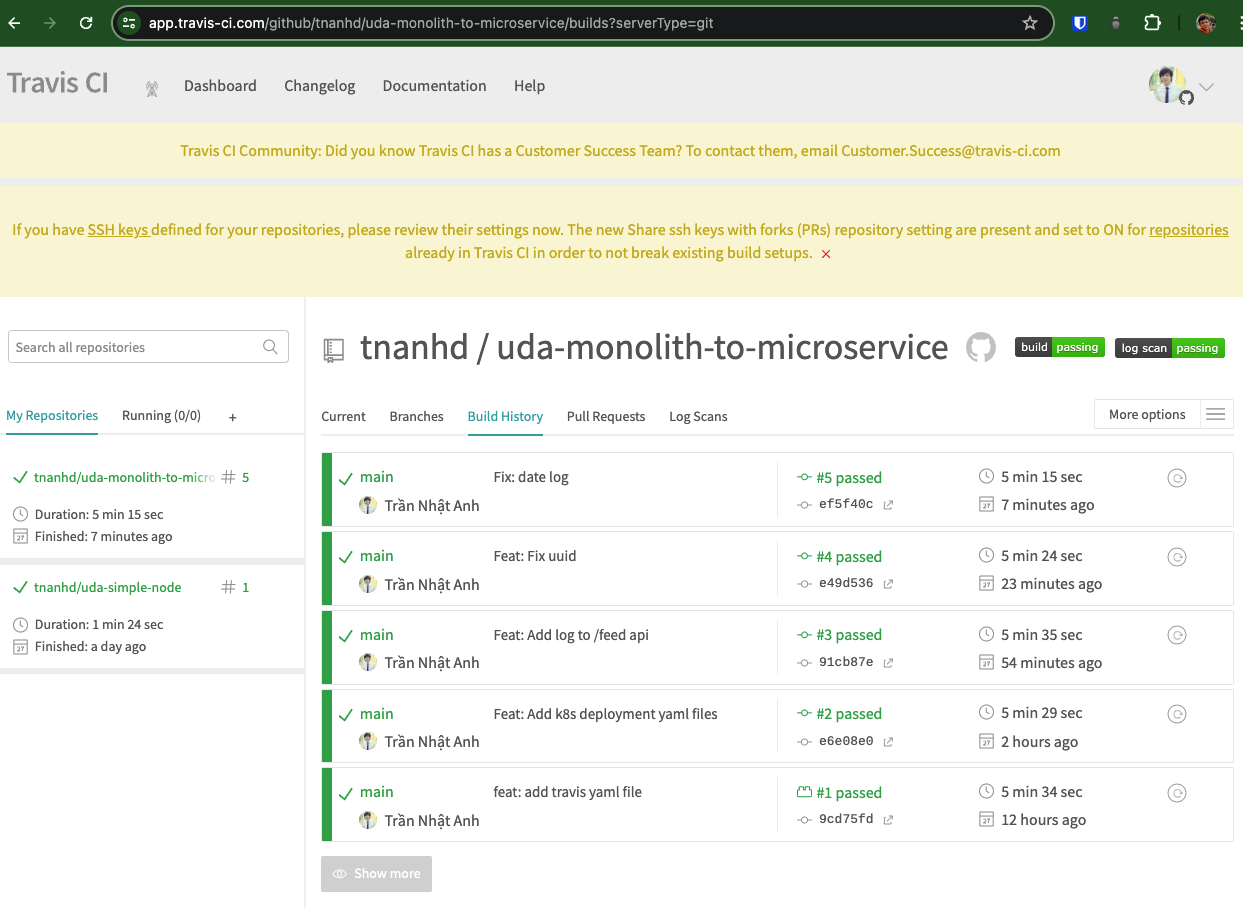 app.travis-ci.com/github/tnanhd/uda-monolith-to-microservice/builds?serverType=git
Travis CI
Dashboard
Changelog
Documentation
Help
Travis CI Community: Did you know Travis CI has a Customer Success Team? To contact them, email Customer.Success@travis-ci.com
If you have SSH keys defined for your repositories, please review their settings now. The new Share ssh keys with forks (PRs) repository setting are present and set to ON for repositories
already in Travis CI in order to not break existing build setups.
Search all repositories
My Repositories
Running (0/0)
+
tnanhd/uda-monolith-to-micro
# 5
Duration: 5 min 15 sec
27 Finished: 7 minutes ago
tnanhd/uda-simple-node
# 1
Duration: 1 min 24 sec
27 Finished: a day ago
tnanhd / uda-monolith-to-microservice
build passing
log scan passing
Current
Branches
Build History
Pull Requests
Log Scans
More options
main
Fix: date log
#5 passed
5 min 15 sec
Trần Nhật Anh
ef5f40c
27 7 minutes ago
main
Feat: Fix uuid
#4 passed
5 min 24 sec
Trần Nhật Anh
e49d536
27 23 minutes ago
main
Feat: Add log to /feed api
#3 passed
5 min 35 sec
Trần Nhật Anh
91cb87e
27 54 minutes ago
main
Feat: Add k8s deployment yaml files
#2 passed
5 min 29 sec
Trần Nhật Anh
e6e08e0
27 2 hours ago
main
feat: add travis yaml file
#1 passed
5 min 34 sec
Trần Nhật Anh
9cd75fd
27 12 hours ago
Show more